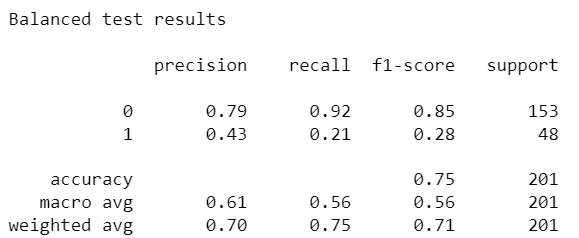 Balanced test results
precision recall f1-score support
0 0.79 0.92 0.85 153
1 0.43 0.21 0.28 48
accuracy 0.75 201
macro avg 0.61 0.56 0.56 201
weighted avg 0.70 0.75 0.71 201